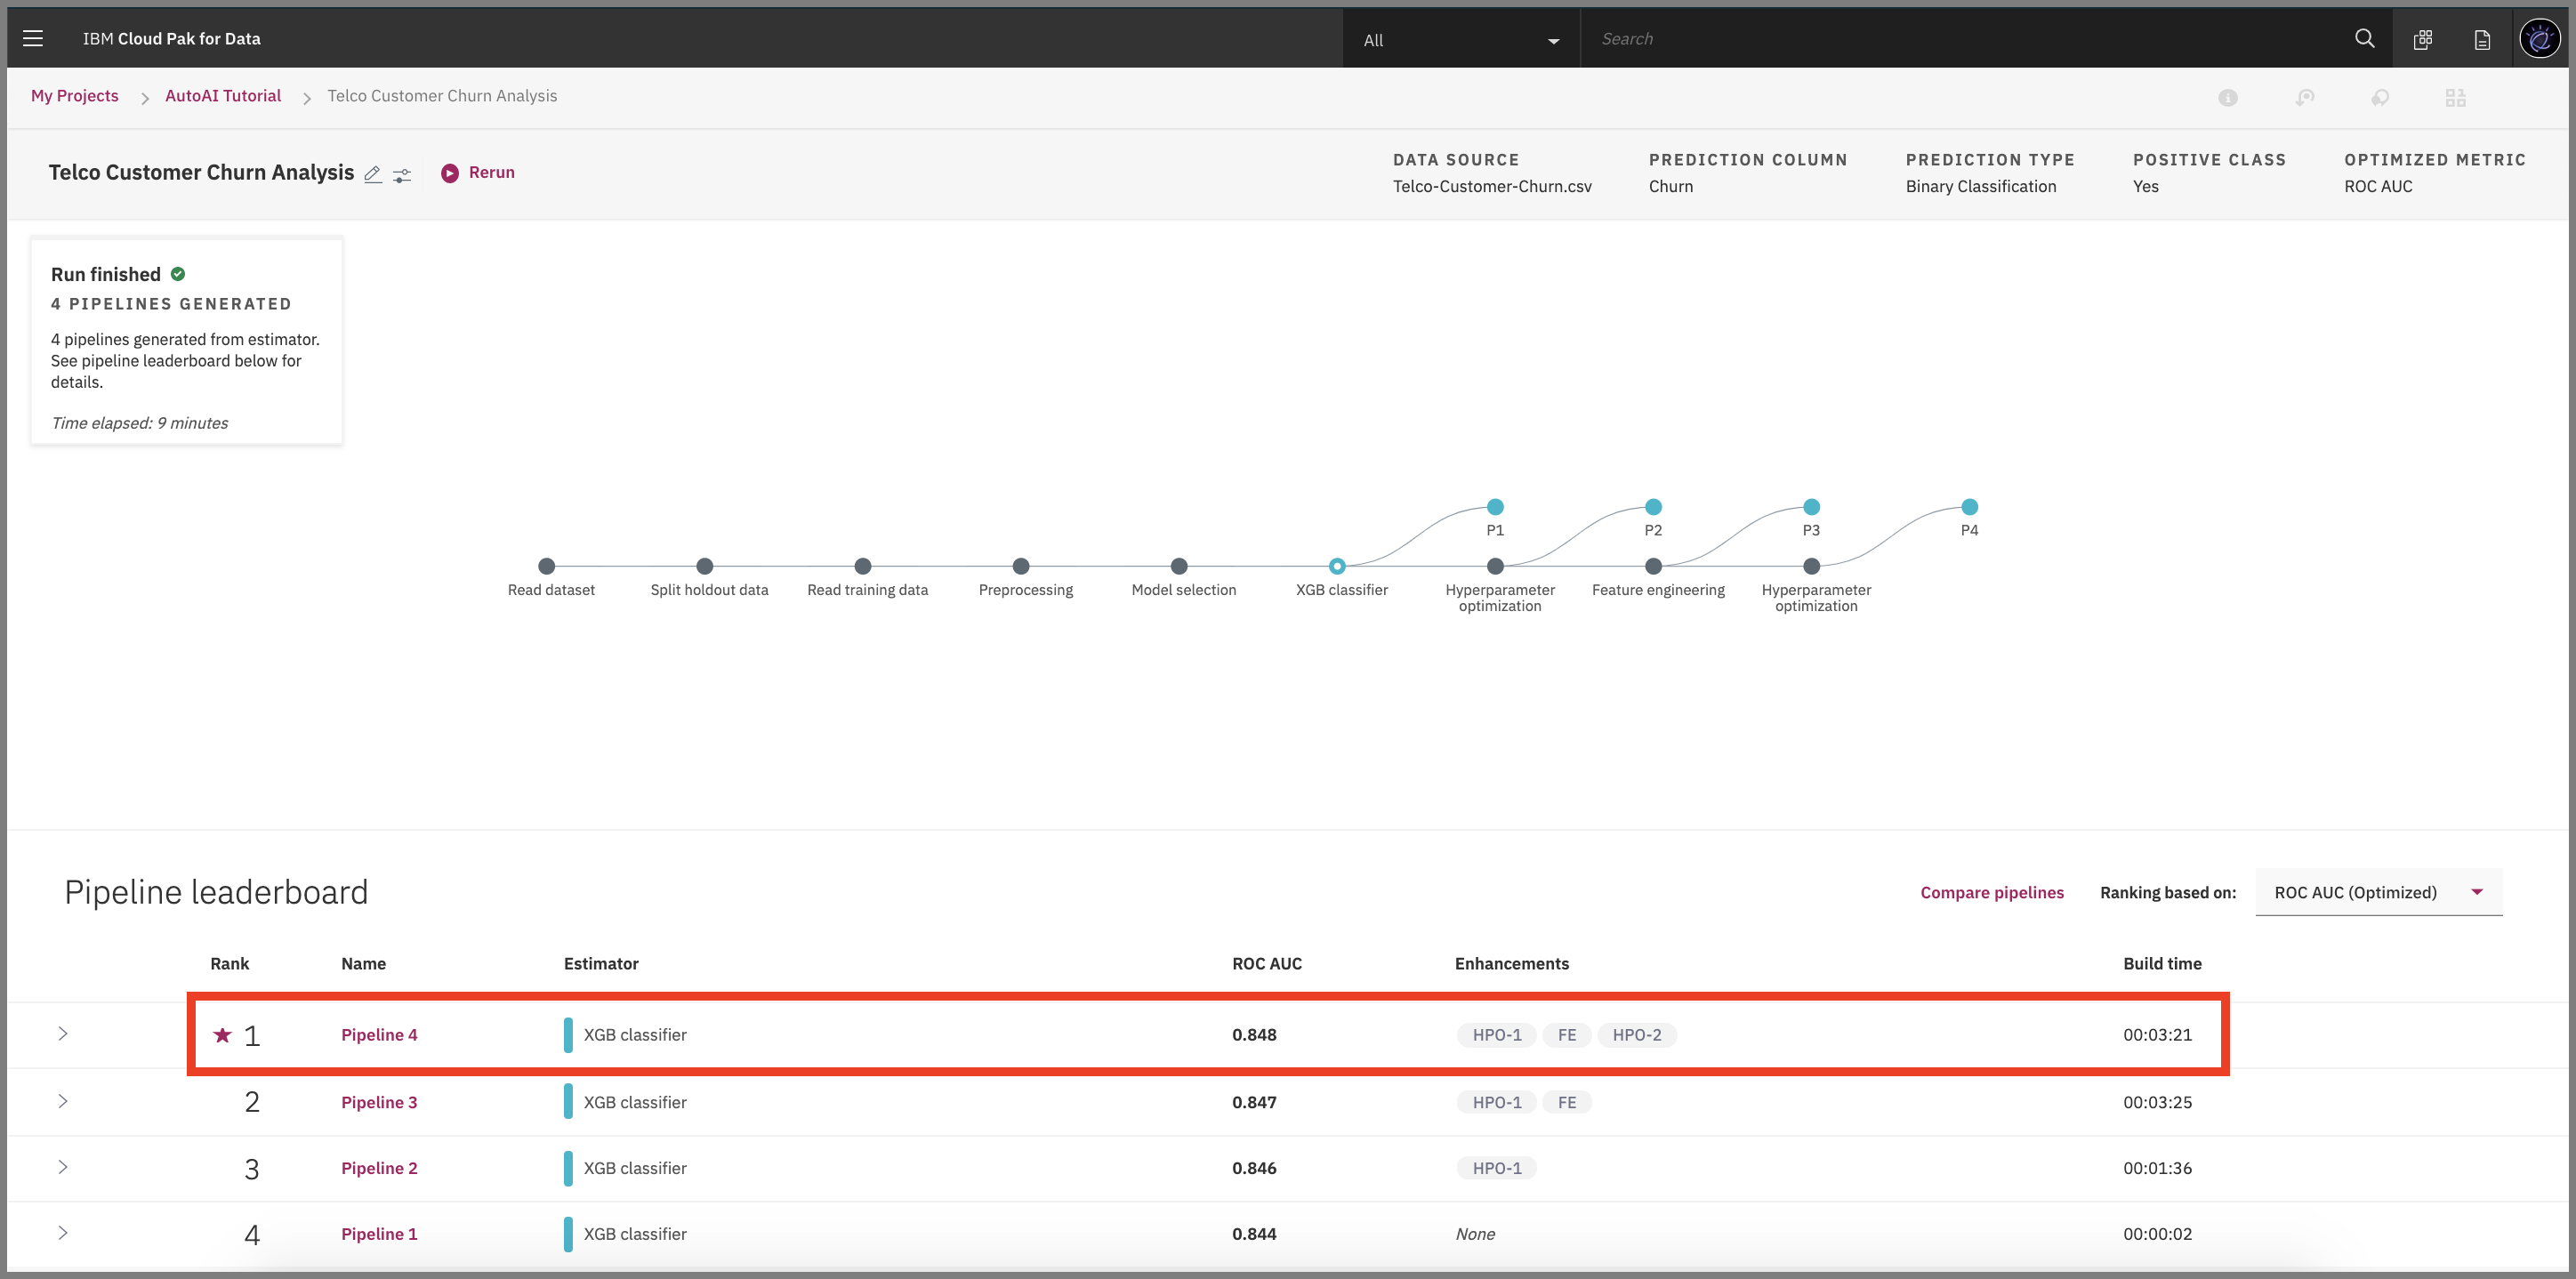 IBM Cloud Pak for Data
All
Search
My Projects
AutoAI Tutorial
Telco Customer Churn Analysis
Telco Customer Churn Analysis
Rerun
DATA SOURCE
Telco-Customer-Churn.csv
PREDICTION COLUMN
Churn
PREDICTION TYPE
Binary Classification
POSITIVE CLASS
Yes
OPTIMIZED METRIC
ROC AUC
Run finished
4 PIPELINES GENERATED
4 pipelines generated from estimator.
See pipeline leaderboard below for
details.
Time elapsed: 9 minutes
P1
P2
P3
P4
Read dataset
Split holdout data
Read training data
Preprocessing
Model selection
XGB classifier
Hyperparameter
optimization
Feature engineering
Hyperparameter
optimization
Pipeline leaderboard
Compare pipelines
Ranking based on:
ROC AUC (Optimized)
Rank Name Estimator ROC AUC Enhancements Build time
1 Pipeline 4 XGB classifier 0.848 HPO-1 FE HPO-2 00:03:21
2 Pipeline 3 XGB classifier 0.847 HPO-1 FE 00:03:25
3 Pipeline 2 XGB classifier 0.846 HPO-1 00:01:36
4 Pipeline 1 XGB classifier 0.844 None 00:00:02